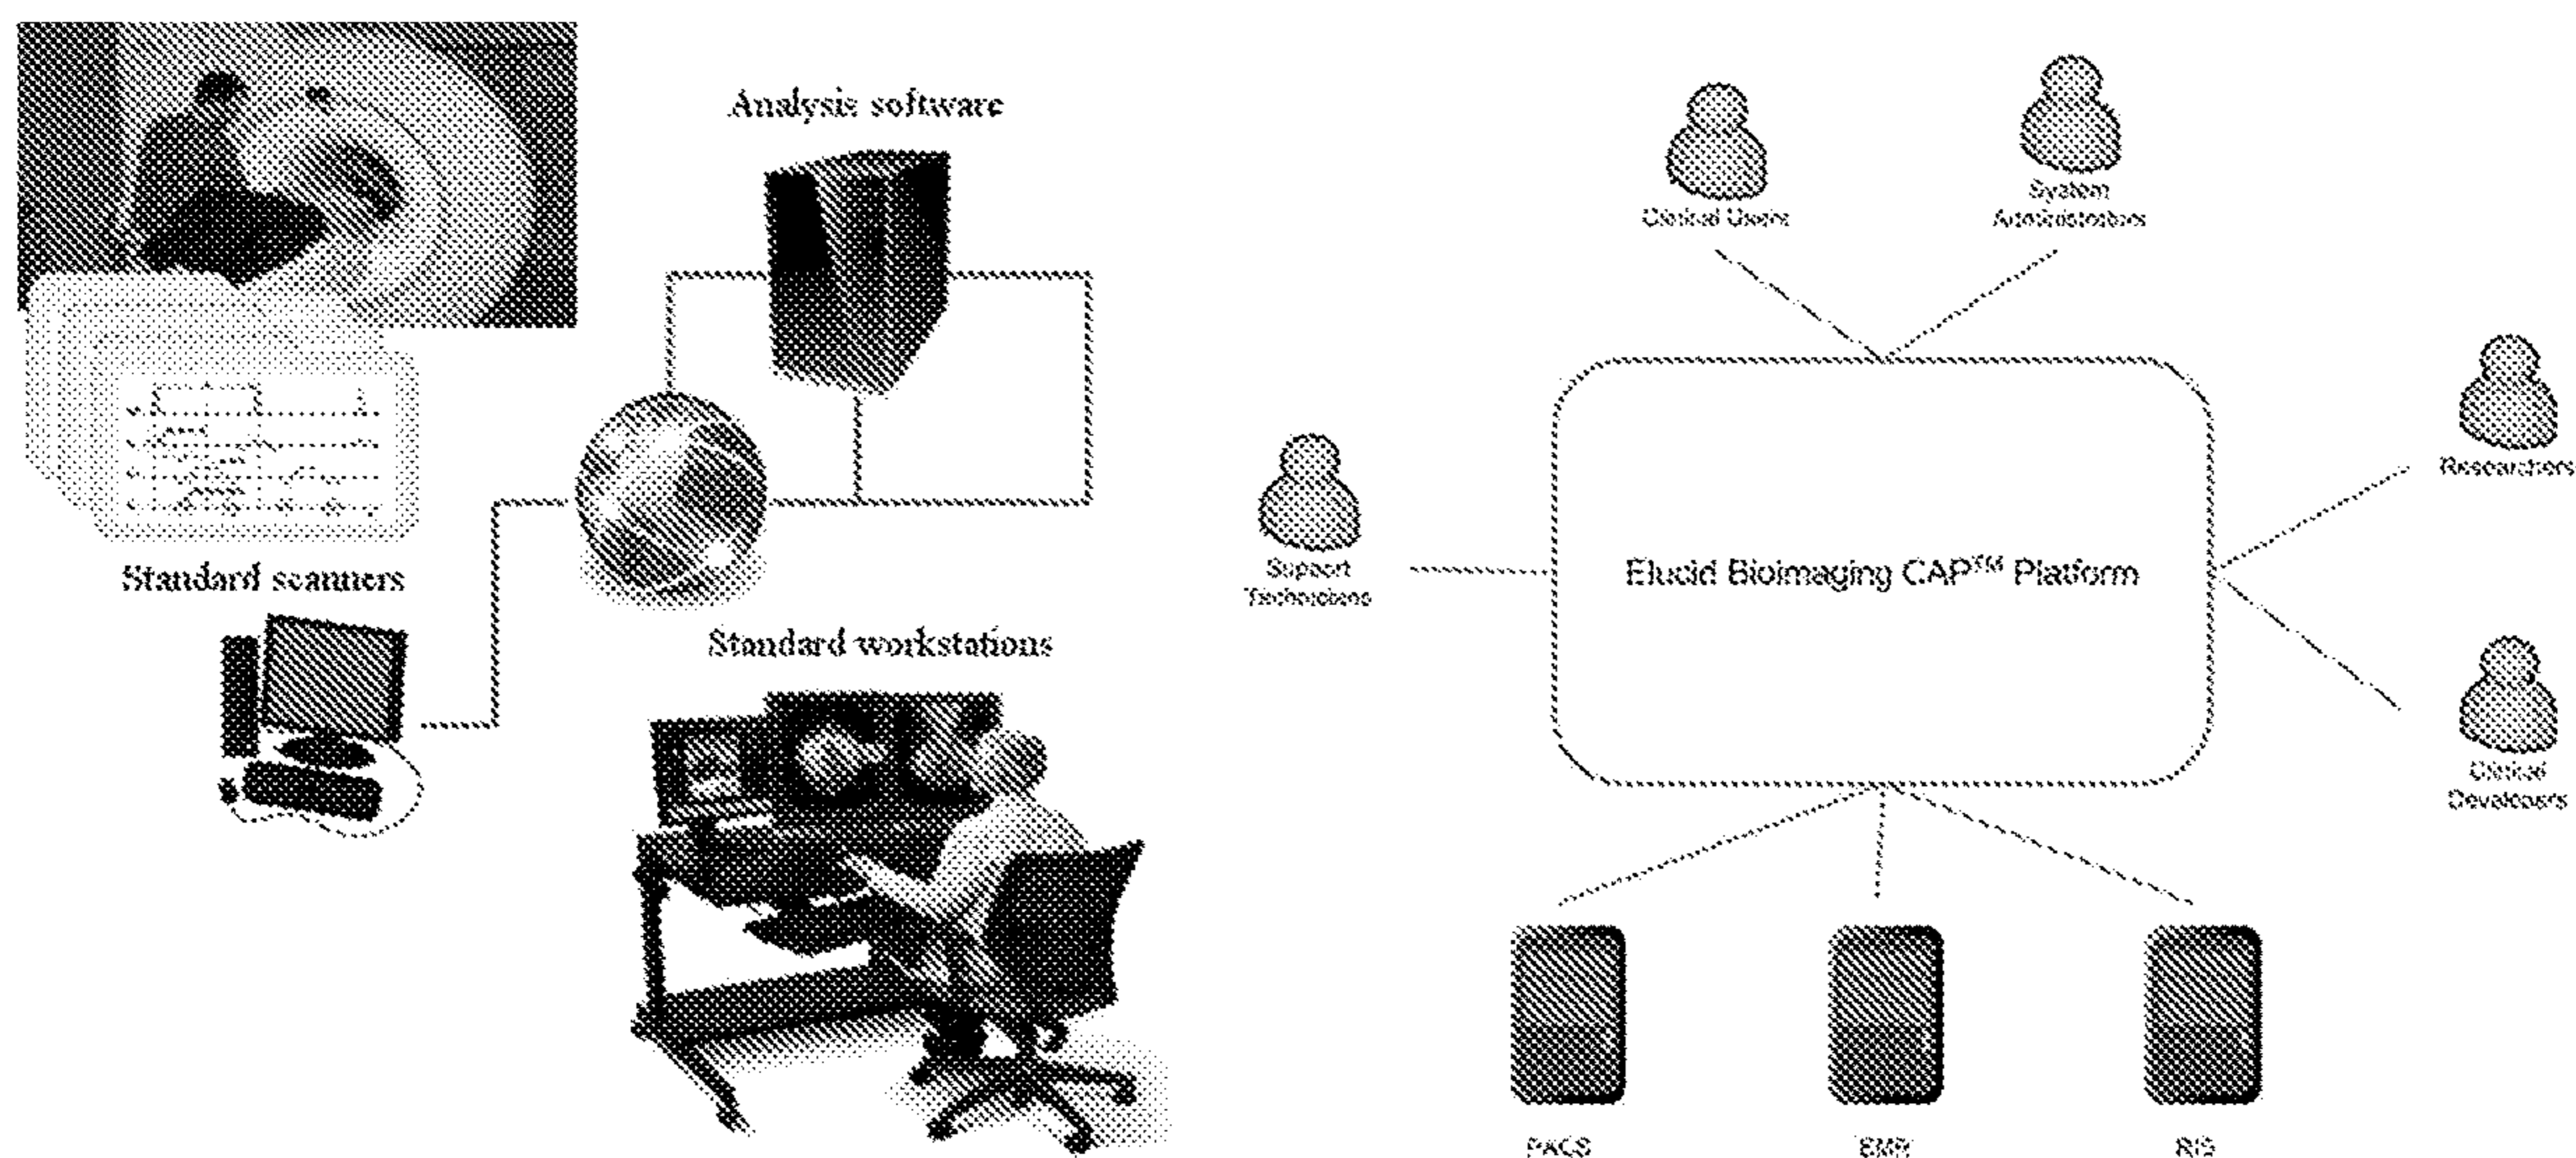 Analysis software
Standard scanners
Standard workstations
Clinical Users
System
Administrators
Support
Technicians
Elucid Bioimaging CAP™ Platform
Researchers
Clinical
Developers
PACS
EMR
RIS